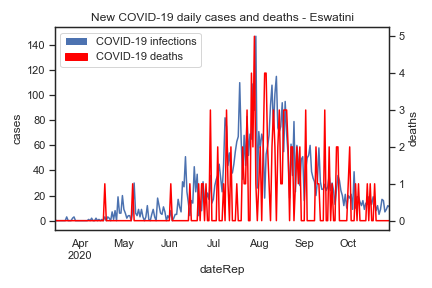 New COVID-19 daily cases and deaths - Eswatini
COVID-19 infections
COVID-19 deaths
cases
140
120
100
80
60
40
20
0
deaths
5
4
3
2
1
0
Apr May Jun Jul Aug Sep Oct
2020
dateRep